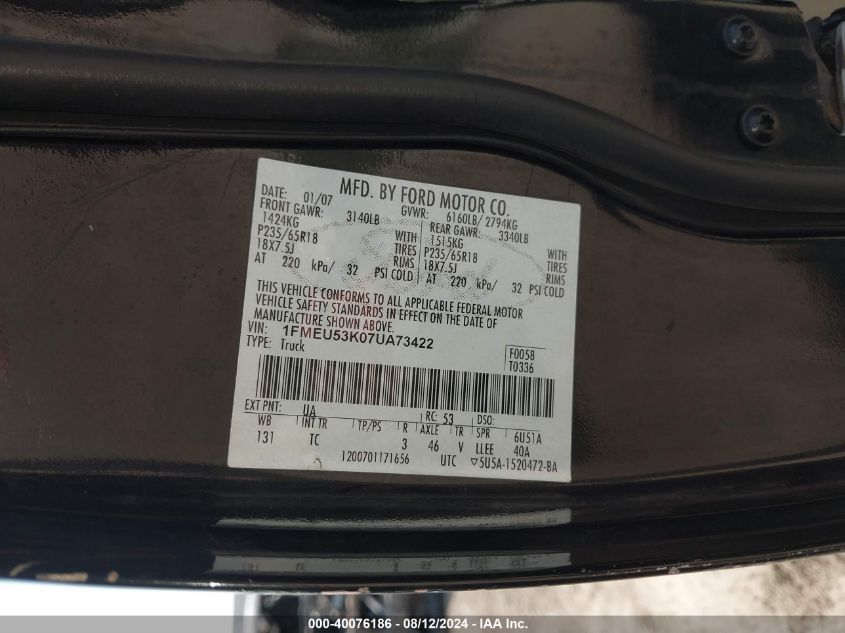 MFD. BY FORD MOTOR CO.
DATE: 01/07 GVWR: 6160LB/ 2794KG
FRONT GAWR: 3140LB REAR GAWR: 3340LB
1424KG WITH 1515KG WITH
P235/65R18 TIRES P235/65R18 TIRES
18X7.5J RIMS 18X7.5J RIMS
AT 220 kPa/ 32 PSI COLD AT 220 kPa/ 32 PSI COLD
THIS VEHICLE CONFORMS TO ALL APPLICABLE FEDERAL MOTOR
VEHICLE SAFETY STANDARDS IN EFFECT ON THE DATE OF
MANUFACTURE SHOWN ABOVE.
VIN: 1FMEU53K07UA73422
TYPE: Truck
F0058
T0336
EXT PNT: UA RC: 53 DSO:
WB INT TR TP/PS R AXLE TR SPR 6U51A
131 TC 3 46 V LLEE 40A
1200701171656 UTC ▽5U5A-1520472-BA
000-40076186 - 08/12/2024 - IAA Inc.